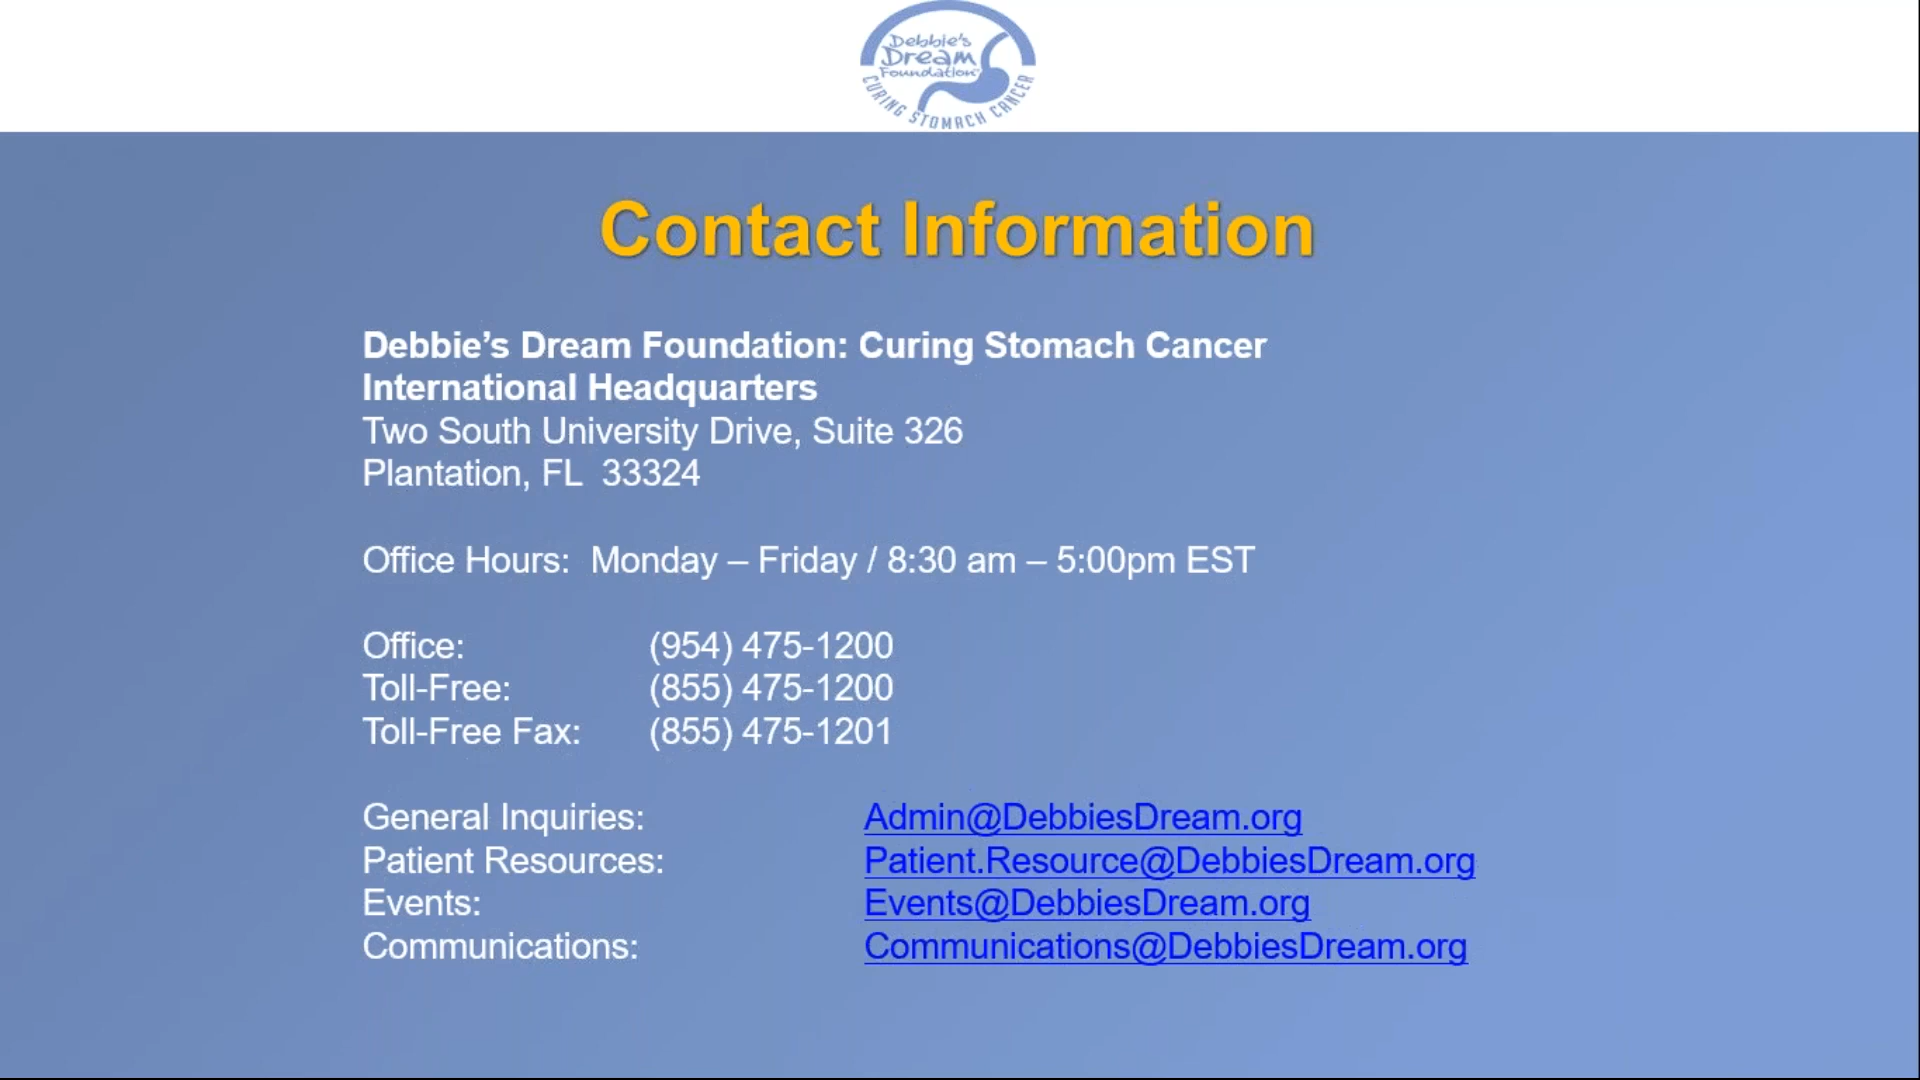 Debbie's
Dream
Foundation
CURING STOMACH CANCER
Contact Information
Debbie’s Dream Foundation: Curing Stomach Cancer
International Headquarters
Two South University Drive, Suite 326
Plantation, FL  33324
Office Hours:  Monday – Friday / 8:30 am – 5:00pm EST
Office: (954) 475-1200
Toll-Free: (855) 475-1200
Toll-Free Fax: (855) 475-1201
General Inquiries: Admin@DebbiesDream.org
Patient Resources: Patient.Resource@DebbiesDream.org
Events: Events@DebbiesDream.org
Communications: Communications@DebbiesDream.org